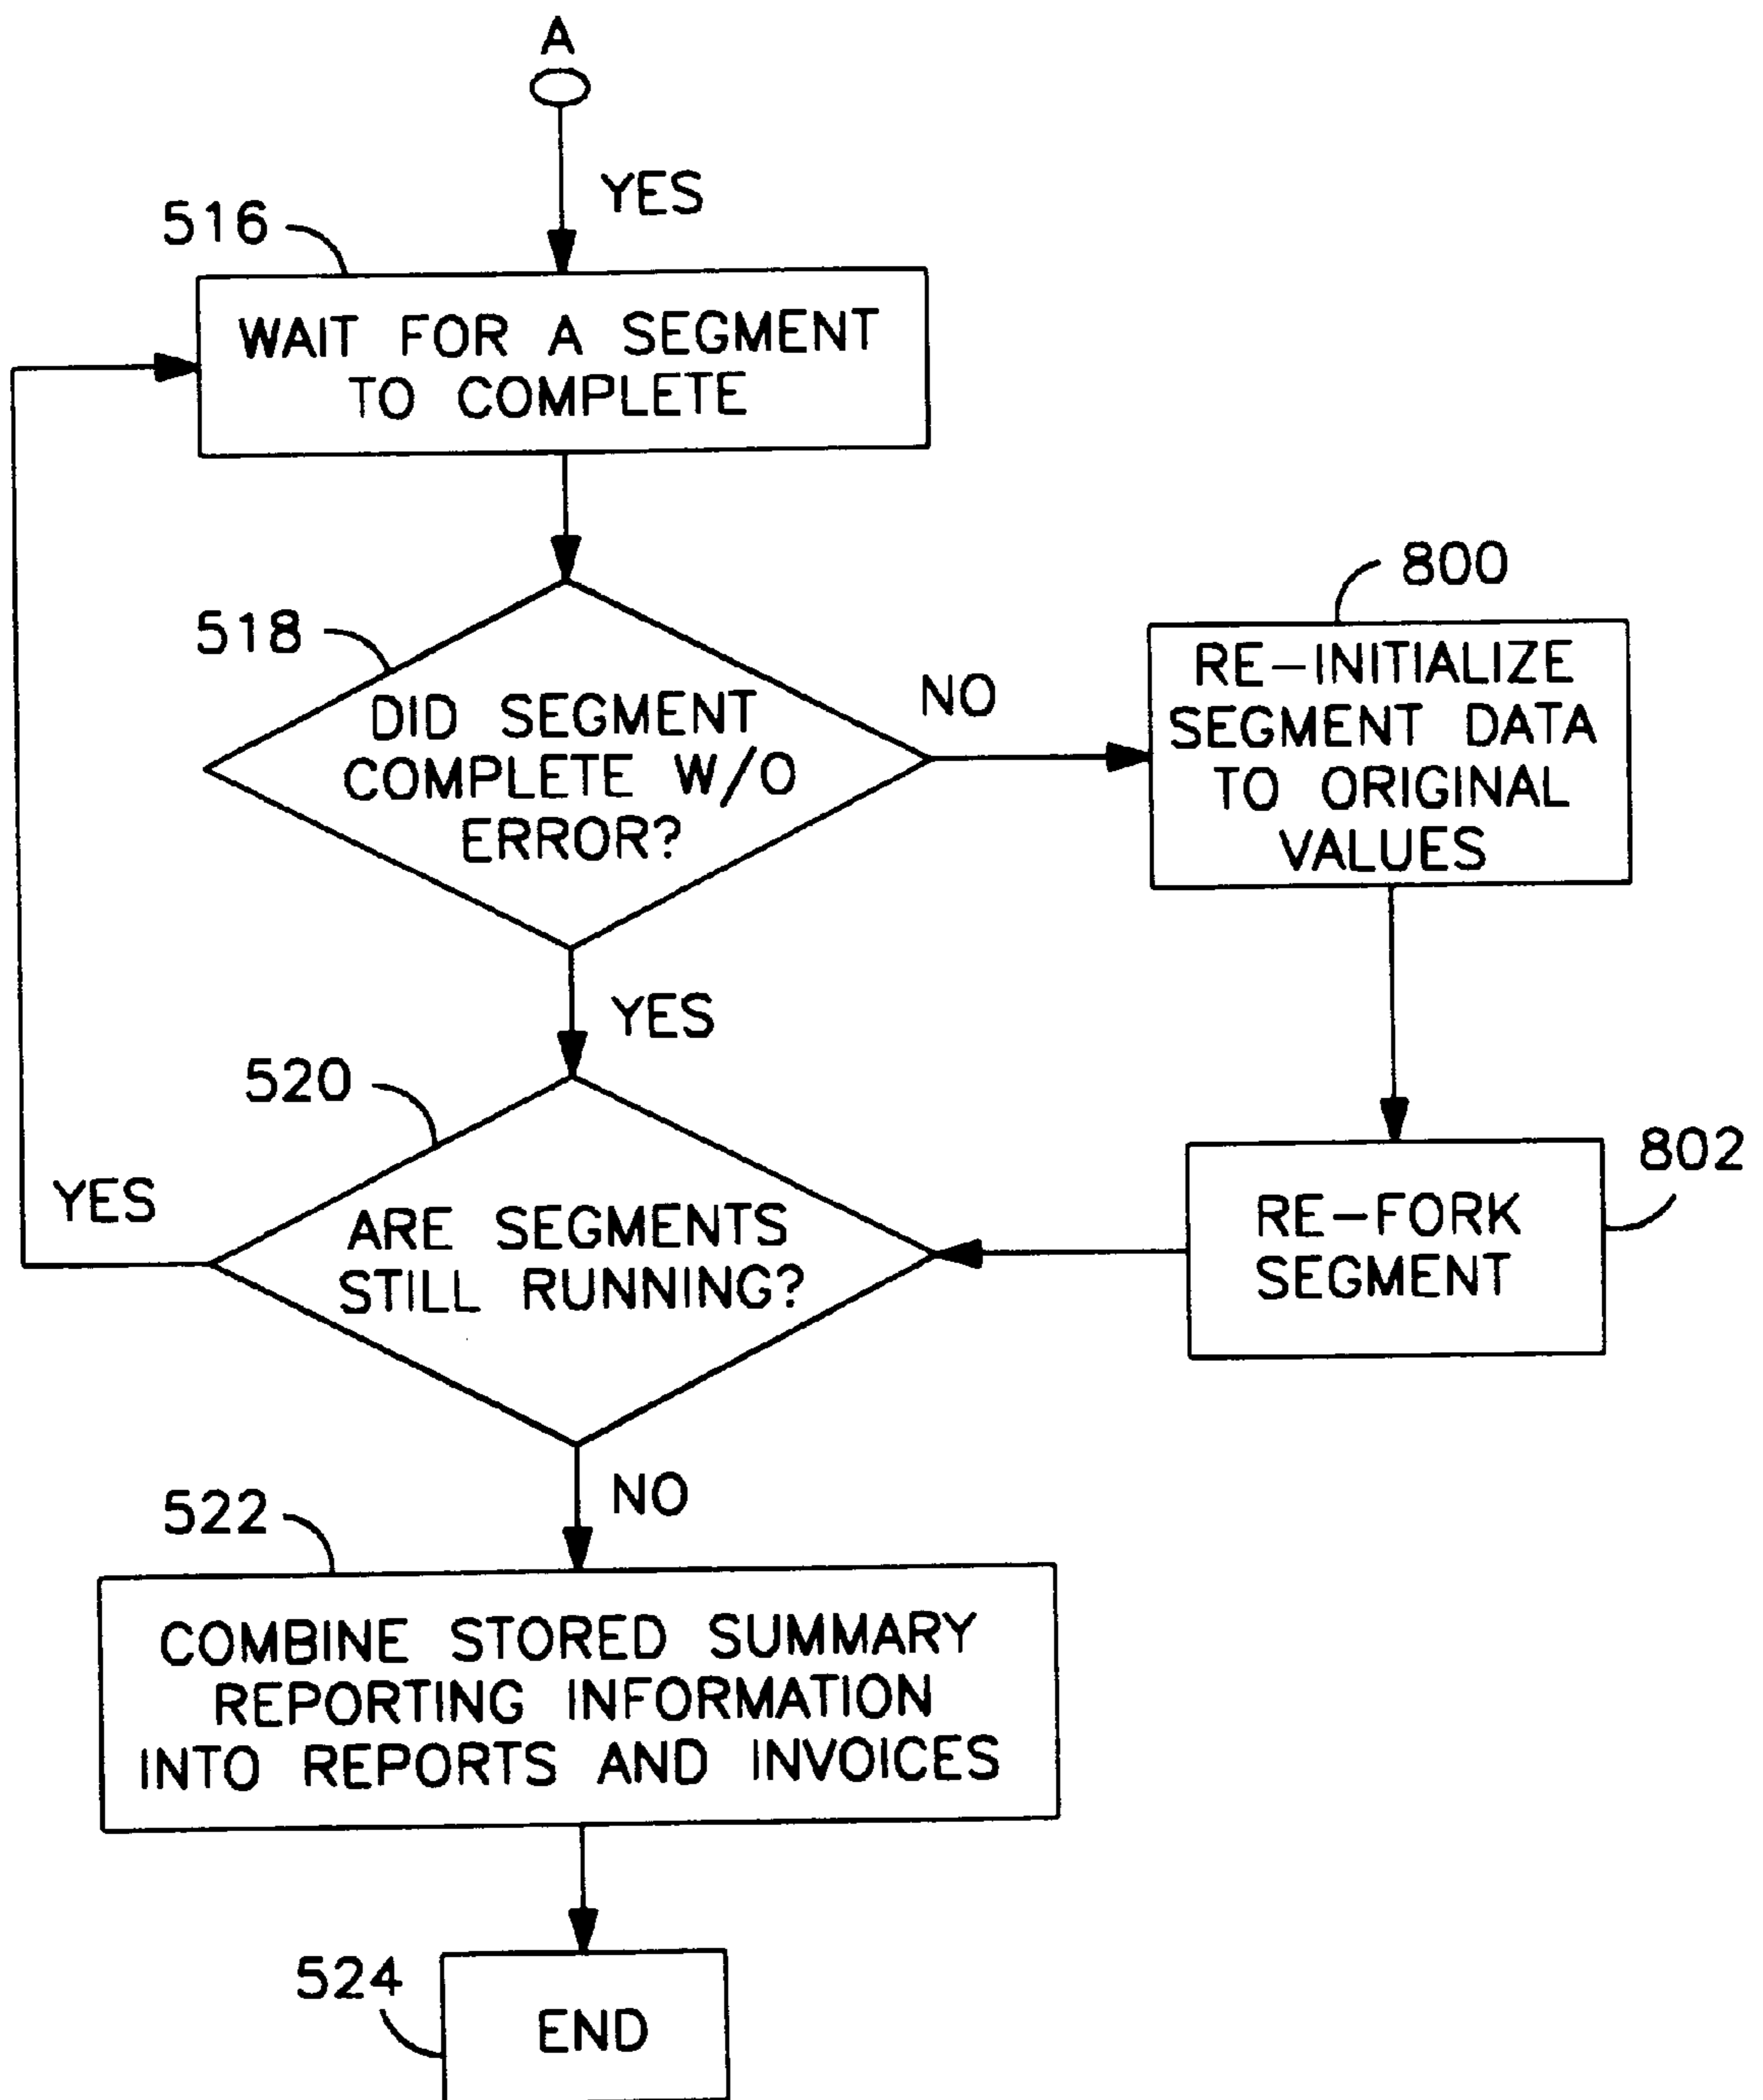 A
YES
516
WAIT FOR A SEGMENT
TO COMPLETE
518
DID SEGMENT
COMPLETE W/O
ERROR?
NO
800
RE-INITIALIZE
SEGMENT DATA
TO ORIGINAL
VALUES
YES
520
ARE SEGMENTS
STILL RUNNING?
YES
802
RE-FORK
SEGMENT
NO
522
COMBINE STORED SUMMARY
REPORTING INFORMATION
INTO REPORTS AND INVOICES
524
END